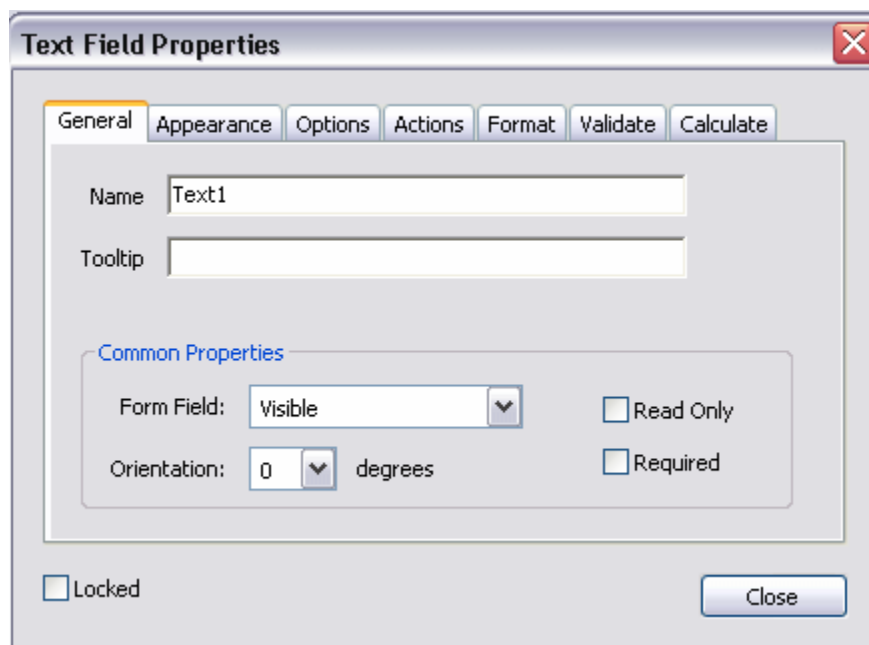 Text Field Properties
General Appearance Options Actions Format Validate Calculate
Name Text1
Tooltip
Common Properties
Form Field: Visible Read Only
Orientation: 0 degrees Required
Locked Close